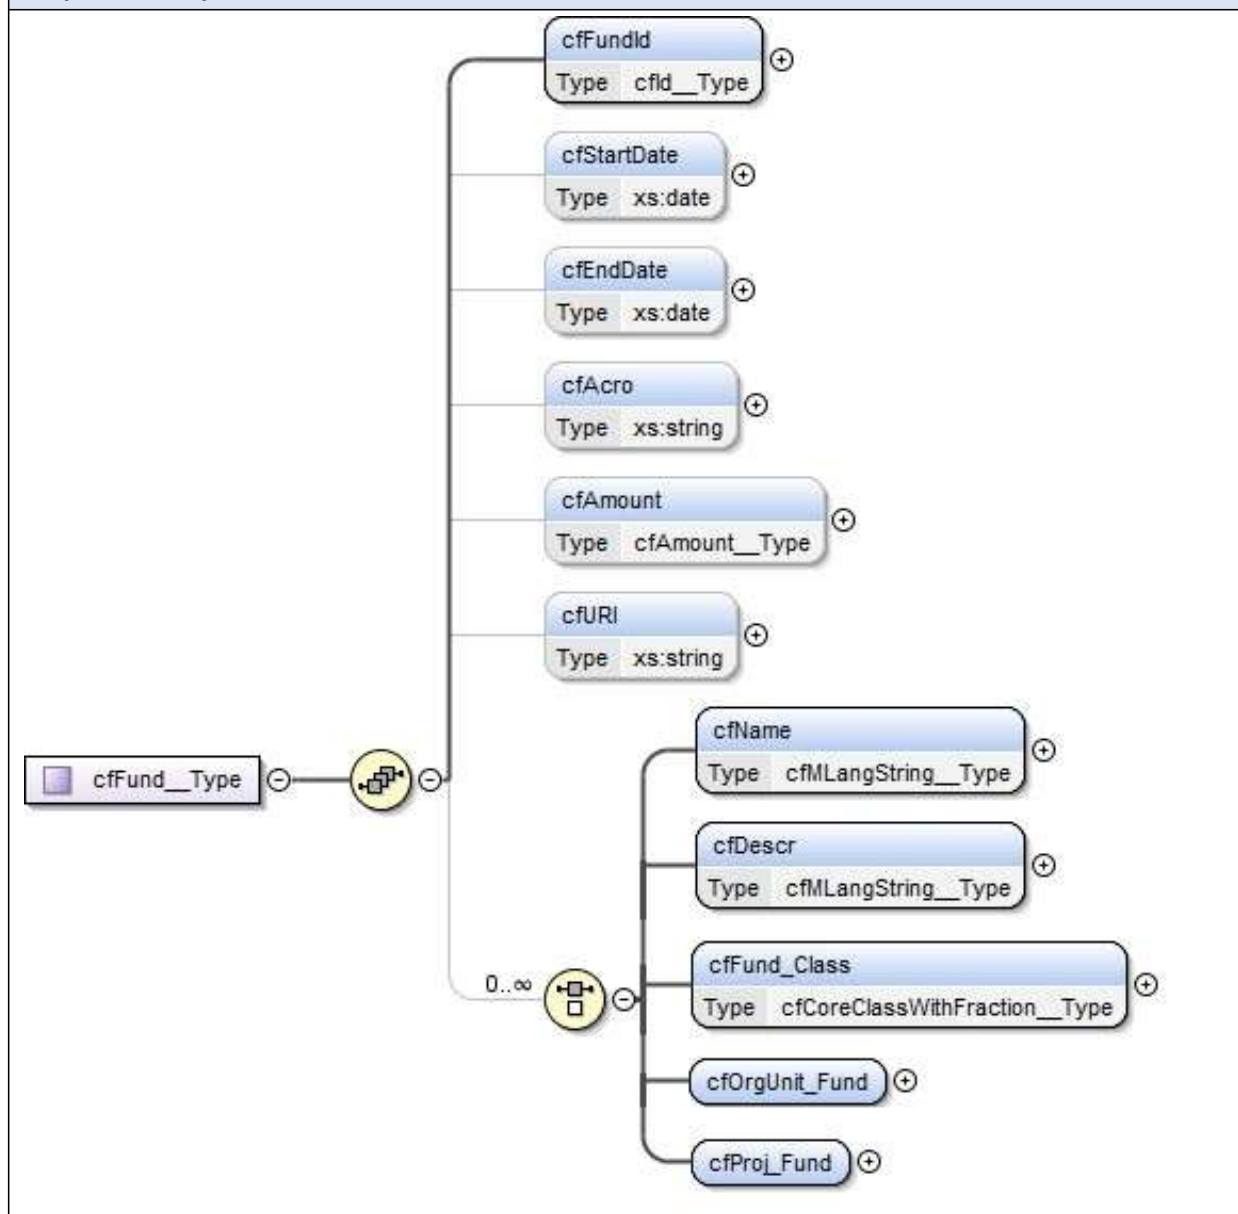 cfFundId
Type cfId__Type
cfStartDate
Type xs:date
cfEndDate
Type xs:date
cfAcro
Type xs:string
cfAmount
Type cfAmount__Type
cfURI
Type xs:string
cfFund__Type
0..∞
cfName
Type cfMLangString__Type
cfDescr
Type cfMLangString__Type
cfFund_Class
Type cfCoreClassWithFraction__Type
cfOrgUnit_Fund
cfProj_Fund